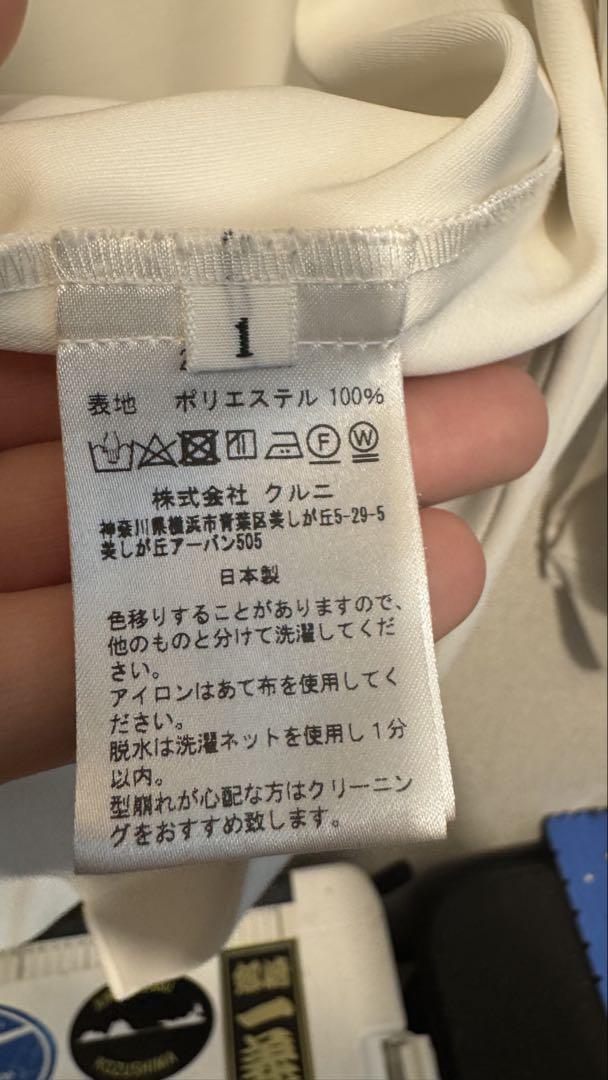 1
2
表地 ポリエステル 100%
F W
株式会社 クルニ
神奈川県横浜市青葉区美しが丘5-29-5
美しが丘アーバン505
日本製
色移りすることがありますので、
他のものと分けて洗濯してくだ
さい。
アイロンはあて布を使用してく
ださい。
脱水は洗濯ネットを使用し1分
以内。
型崩れが心配な方はクリーニン
グをおすすめ致します。
KOZUSHIMA